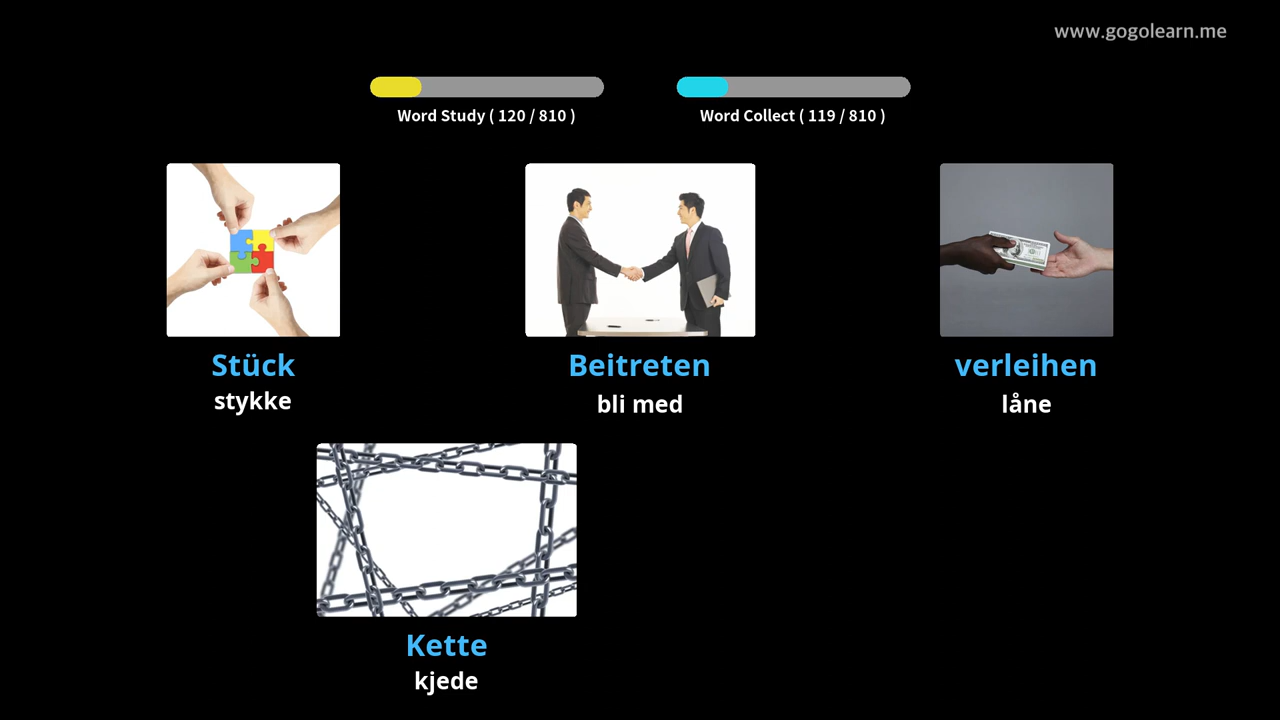 www.gogolearn.me
Word Study ( 120 / 810 )
Word Collect ( 119 / 810 )
Stück
stykke
Beitreten
bli med
verleihen
låne
Kette
kjede